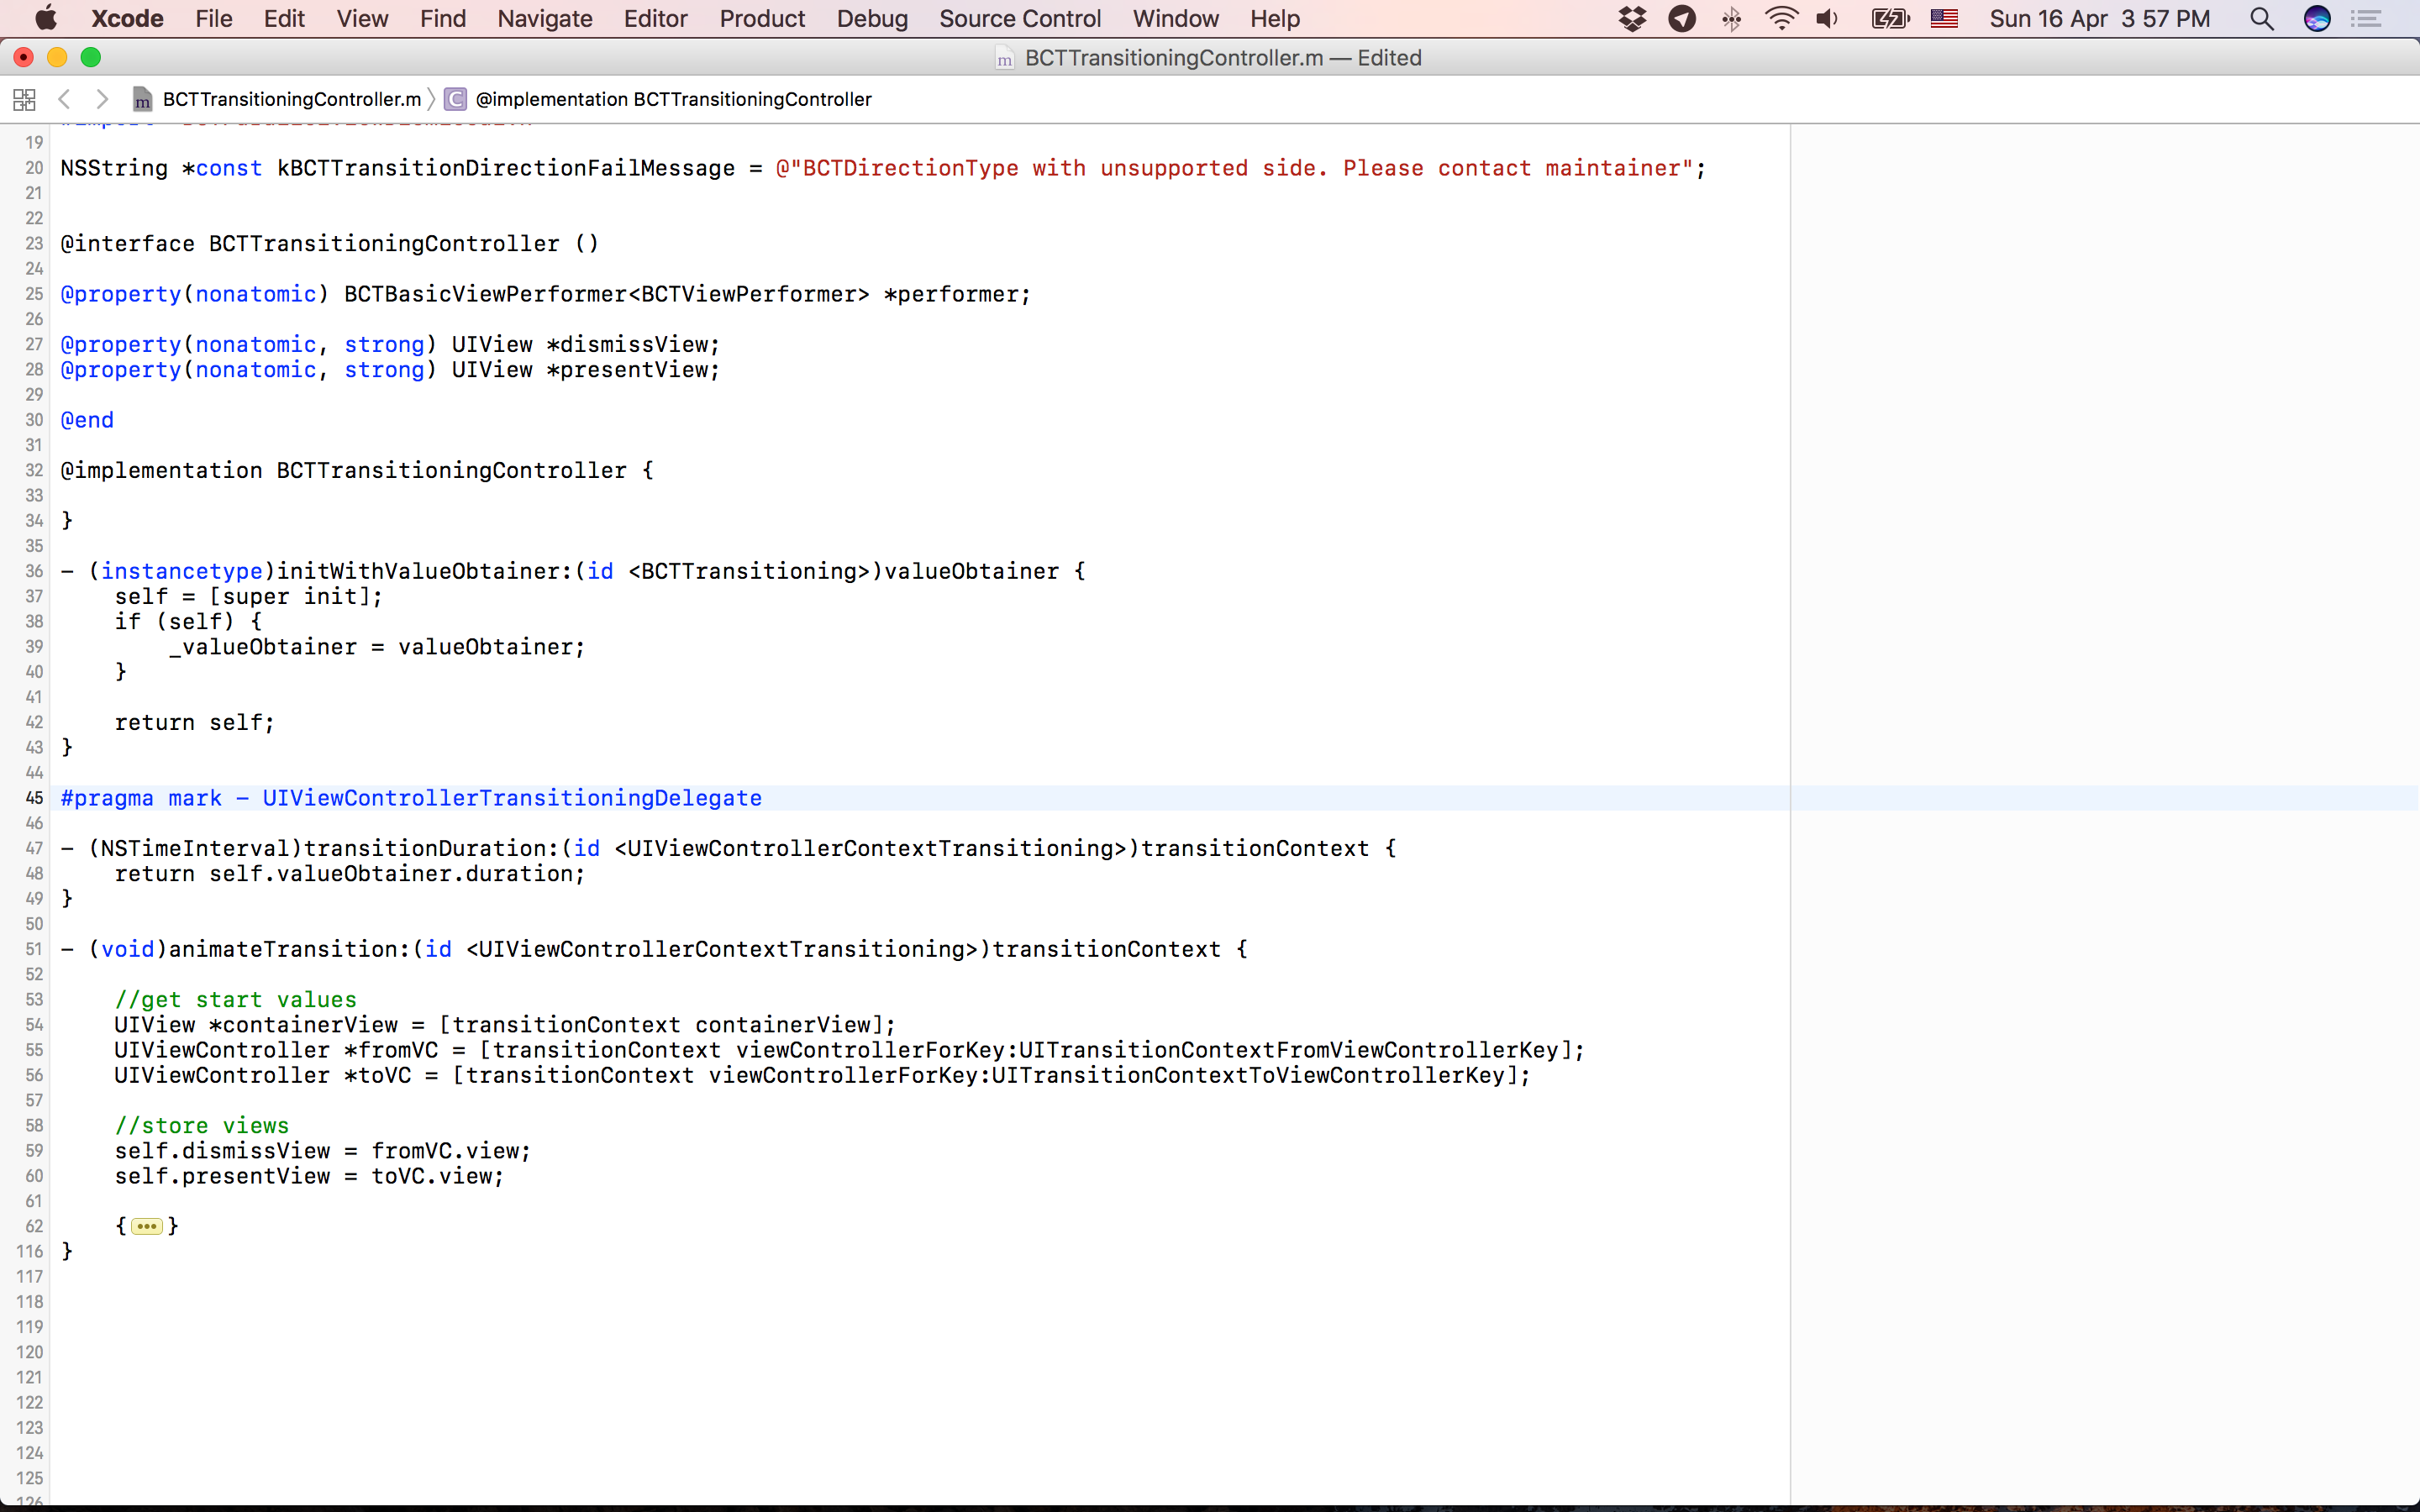 Xcode File Edit View Find Navigate Editor Product Debug Source Control Window Help Sun 16 Apr 3 57 PM
m BCTTransitioningController.m — Edited
m BCTTransitioningController.m C @implementation BCTTransitioningController
19
20 NSString *const kBCTTransitionDirectionFailMessage = @"BCTDirectionType with unsupported side. Please contact maintainer";
21
22
23 @interface BCTTransitioningController ()
24
25 @property(nonatomic) BCTBasicViewPerformer<BCTViewPerformer> *performer;
26
27 @property(nonatomic, strong) UIView *dismissView;
28 @property(nonatomic, strong) UIView *presentView;
29
30 @end
31
32 @implementation BCTTransitioningController {
33
34 }
35
36 - (instancetype)initWithValueObtainer:(id <BCTTransitioning>)valueObtainer {
37 self = [super init];
38 if (self) {
39 _valueObtainer = valueObtainer;
40 }
41
42 return self;
43 }
44
45 #pragma mark - UIViewControllerTransitioningDelegate
46
47 - (NSTimeInterval)transitionDuration:(id <UIViewControllerContextTransitioning>)transitionContext {
48 return self.valueObtainer.duration;
49 }
50
51 - (void)animateTransition:(id <UIViewControllerContextTransitioning>)transitionContext {
52
53 //get start values
54 UIView *containerView = [transitionContext containerView];
55 UIViewController *fromVC = [transitionContext viewControllerForKey:UITransitionContextFromViewControllerKey];
56 UIViewController *toVC = [transitionContext viewControllerForKey:UITransitionContextToViewControllerKey];
57
58 //store views
59 self.dismissView = fromVC.view;
60 self.presentView = toVC.view;
61
62 {•••}
116 }
117
118
119
120
121
122
123
124
125
126